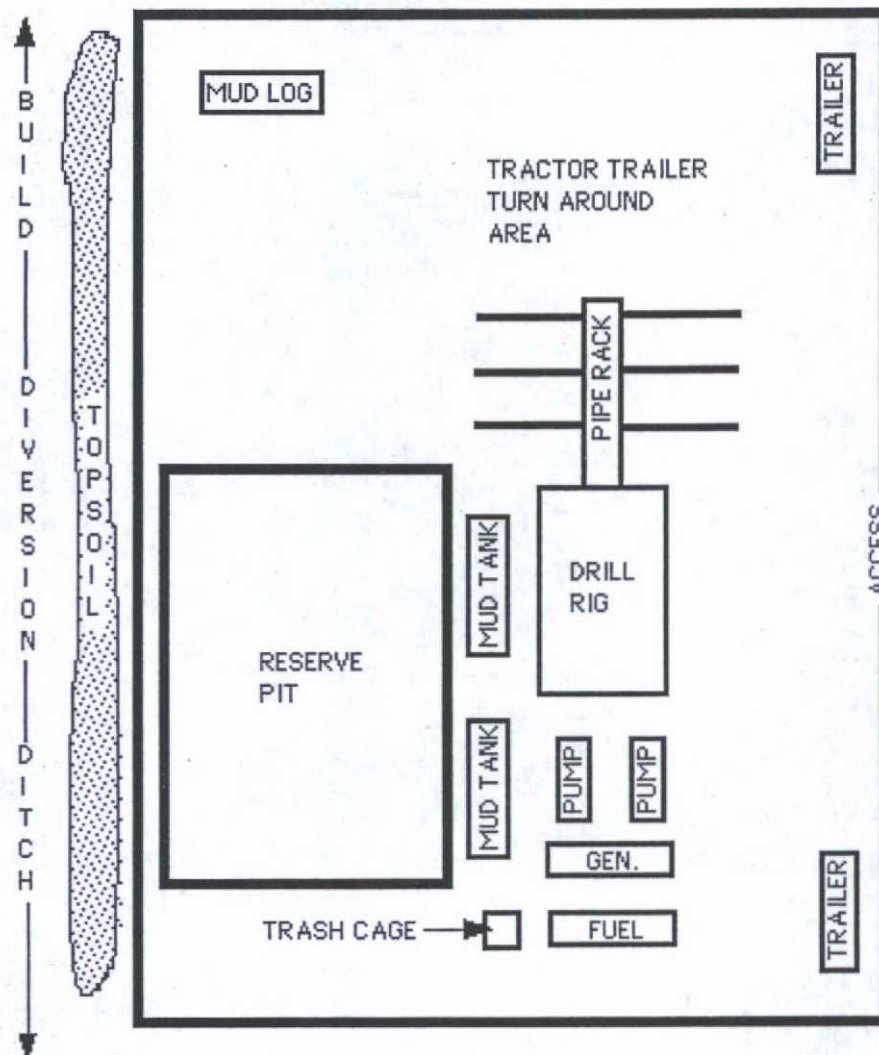 BUILD DIVERSION DITCH
TOPSOIL
MUD LOG
TRAILER
TRACTOR TRAILER
TURN AROUND
AREA
PIPE RACK
MUD TANK
DRILL
RIG
ACCESS
RESERVE
PIT
MUD TANK
PUMP
PUMP
GEN.
TRASH CAGE
FUEL
TRAILER